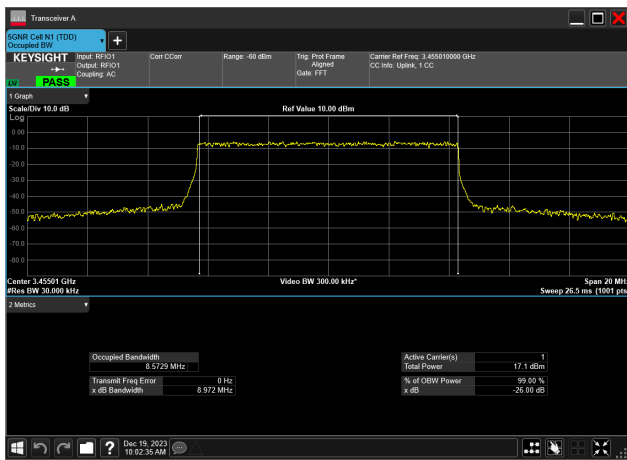 Transceiver A
5GNR Cell N1 (TDD)
Occupied BW
KEYSIGHT
LXI
PASS
Input: RFIO1
Output: RFIO1
Coupling: AC
Corr CCorr
Range: -60 dBm
Trig: Prot Frame
Aligned
Gate: FFT
Carrier Ref Freq: 3.455010000 GHz
CC Info: Uplink, 1 CC
1 Graph
Scale/Div 10.0 dB
Ref Value 10.00 dBm
Log
0.00
-10.0
-20.0
-30.0
-40.0
-50.0
-60.0
-70.0
-80.0
Center 3.45501 GHz
Video BW 300.00 kHz*
Span 20 MHz
#Res BW 30.000 kHz
Sweep 26.5 ms (1001 pts
2 Metrics
Occupied Bandwidth
8.5729 MHz
Active Carrier(s) 1
Total Power 17.1 dBm
Transmit Freq Error 0 Hz
x dB Bandwidth 8.972 MHz
% of OBW Power 99.00 %
x dB -26.00 dB
Dec 19, 2023
10:02:35 AM